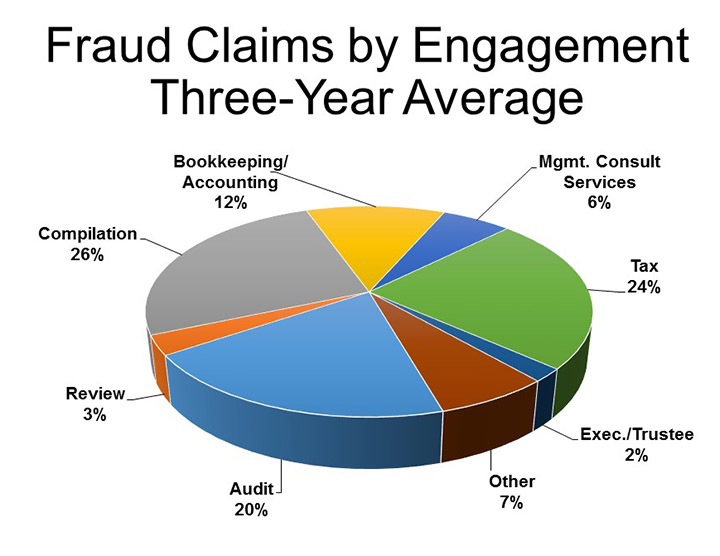 Fraud Claims by Engagement
Three-Year Average
Bookkeeping/
Accounting
12%
Mgmt. Consult
Services
6%
Compilation
26%
Tax
24%
Review
3%
Exec./Trustee
2%
Audit
20%
Other
7%